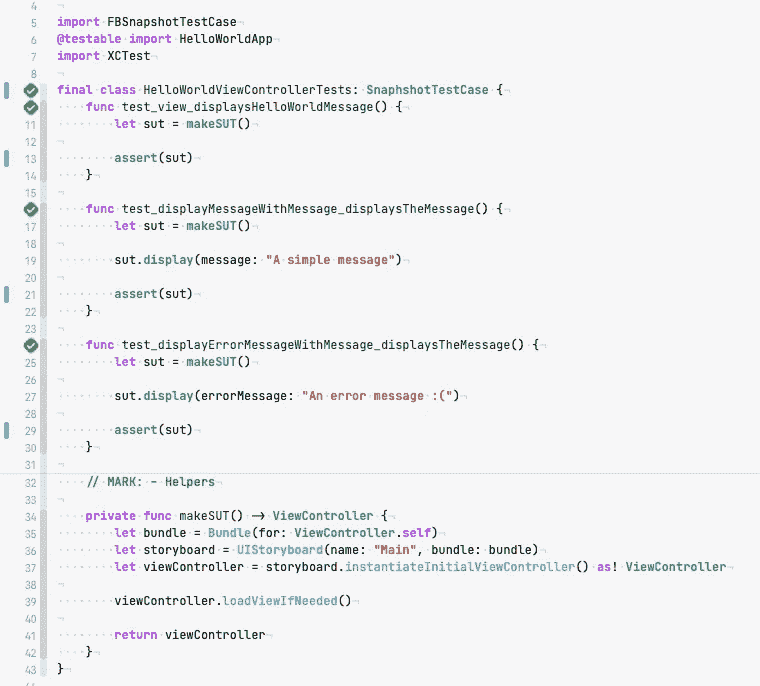 4
5 import FBSnapshotTestCase
6 @testable import HelloWorldApp
7 import XCTest
8
final class HelloWorldViewControllerTests: SnaphshotTestCase {
func test_view_displaysHelloWorldMessage() {
11 let sut = makeSUT()
12
13 assert(sut)
14 }
15
func test_displayMessageWithMessage_displaysTheMessage() {
17 let sut = makeSUT()
18
19 sut.display(message: "A simple message")
20
21 assert(sut)
22 }
23
func test_displayErrorMessageWithMessage_displaysTheMessage() {
25 let sut = makeSUT()
26
27 sut.display(errorMessage: "An error message :(")
28
29 assert(sut)
30 }
31
32 // MARK: - Helpers
33
34 private func makeSUT() -> ViewController {
35 let bundle = Bundle(for: ViewController.self)
36 let storyboard = UIStoryboard(name: "Main", bundle: bundle)
37 let viewController = storyboard.instantiateInitialViewController() as! ViewController
38
39 viewController.loadViewIfNeeded()
40
41 return viewController
42 }
43 }